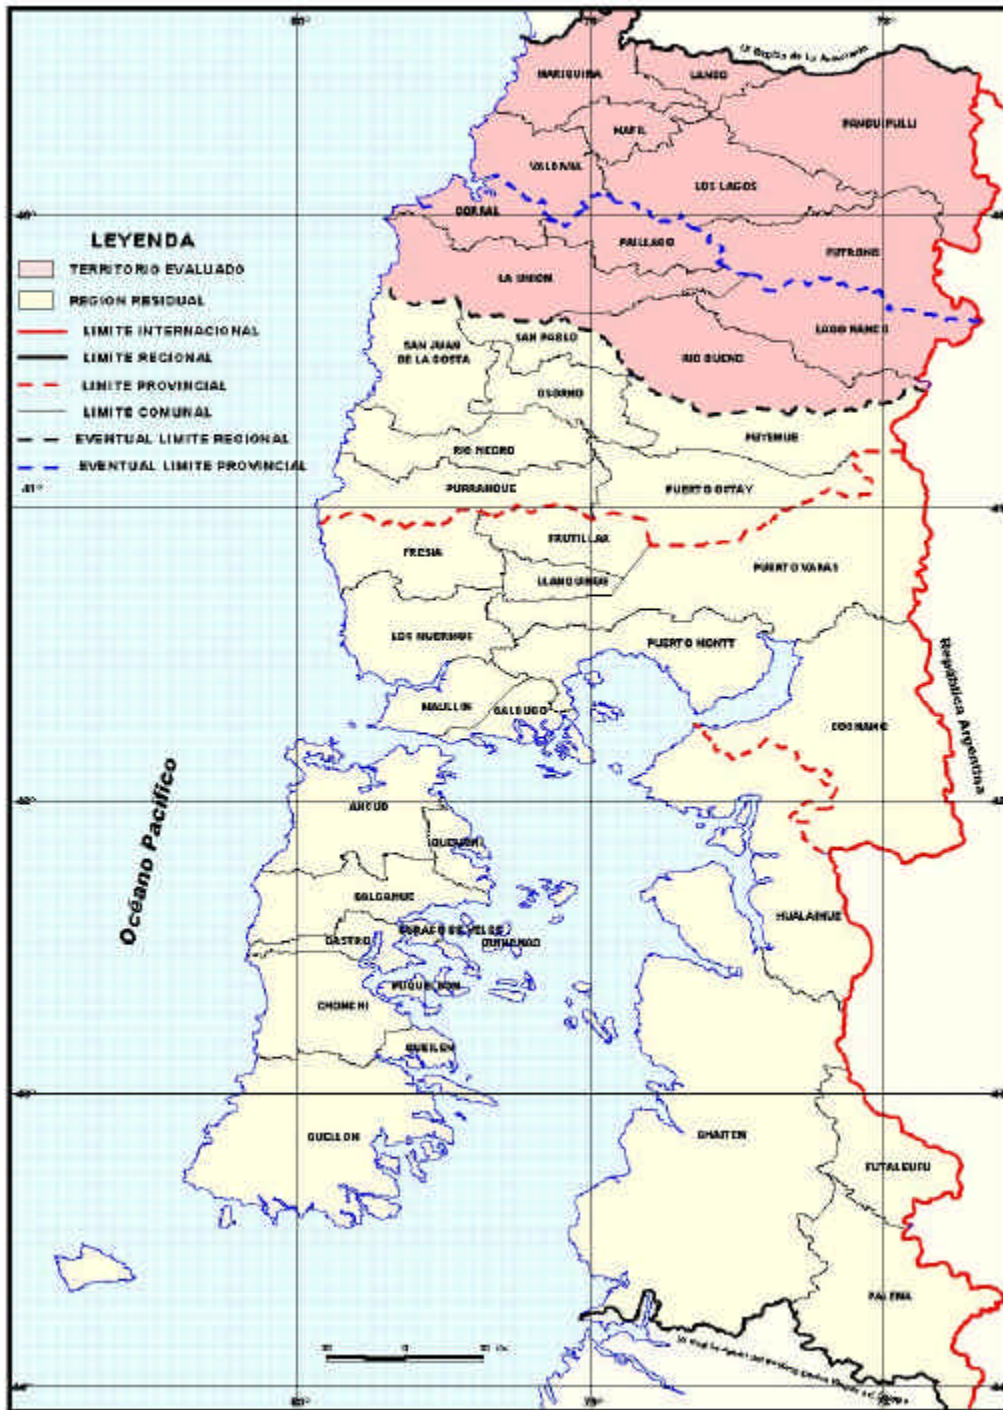 MARIQUINA
LANCO
PANGUIPULLI
MAFIL
VALDIVIA
LOS LAGOS
CORRAL
PAILLACO
FUTRONO
LA UNION
LAGO RANCO
RIO BUENO
LEYENDA
TERRITORIO EVALUADO
REGION RESIDUAL
LIMITE INTERNACIONAL
LIMITE REGIONAL
LIMITE PROVINCIAL
LIMITE COMUNAL
EVENTUAL LIMITE REGIONAL
EVENTUAL LIMITE PROVINCIAL
SAN JUAN
DE LA COSTA
SAN PABLO
OSORNO
PUYEHUE
RIO NEGRO
PURRANQUE
PUERTO OCTAY
41°
FRESIA
FRUTILLAR
LLANQUIHUE
PUERTO VARAS
LOS MUERMOS
PUERTO MONTT
MAULLIN
CALBUCO
COCHAMO
República Argentina
Océano Pacífico
ANCUD
QUEMCHI
DALCAHUE
CASTRO
CURACO DE VELEZ
QUINCHAO
PUQUELDON
CHONCHI
QUEILEN
QUELLON
HUALAIHUE
CHAITEN
FUTALEUFU
PALENA